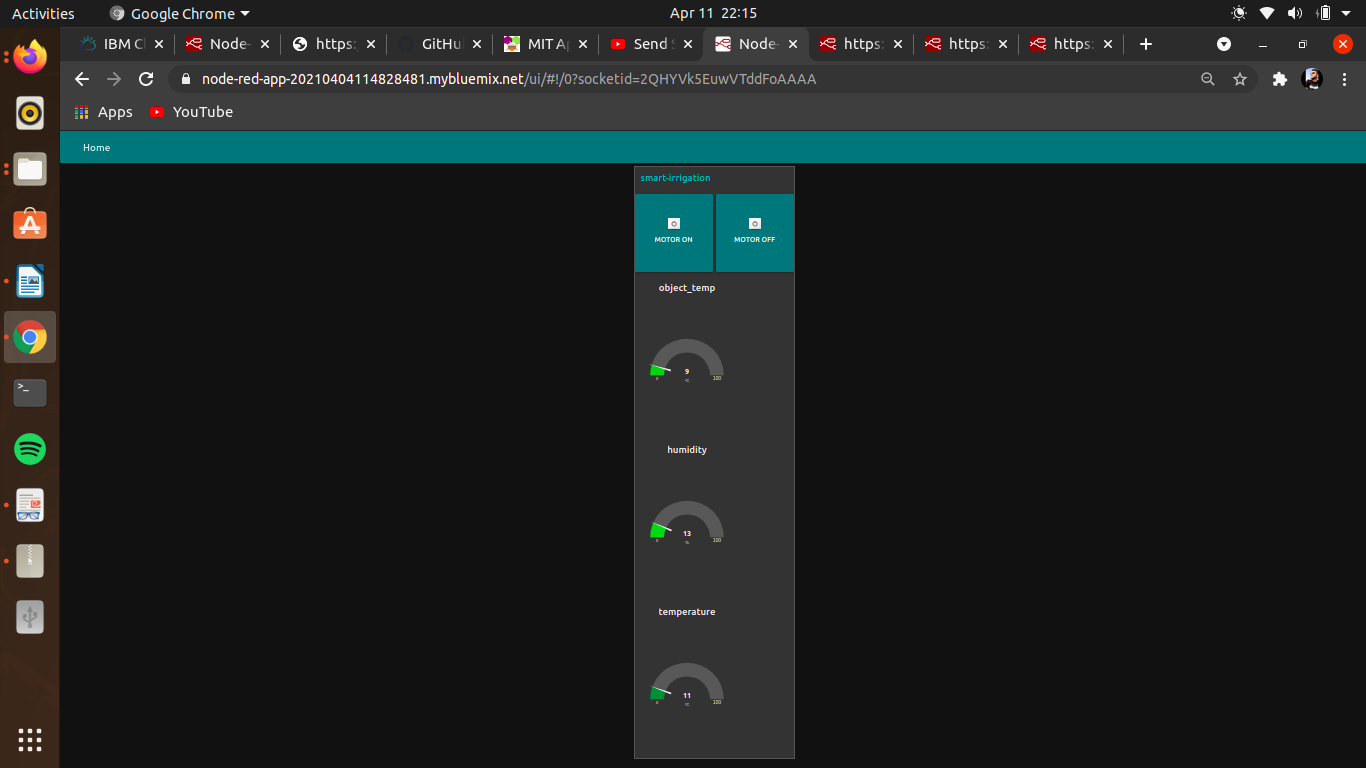 Activities Google Chrome Apr 11 22:15
IBM Cl Node- https: GitHu MIT Ap Send S Node- https: https: https:
node-red-app-20210404114828481.mybluemix.net/ui/#!/0?socketid=2QHYVk5EuwVTddFoAAAA
Apps YouTube
Home
smart-irrigation
MOTOR ON MOTOR OFF
object_temp
9
0 ºC 100
humidity
13
0 % 100
temperature
11
0 ºC 100